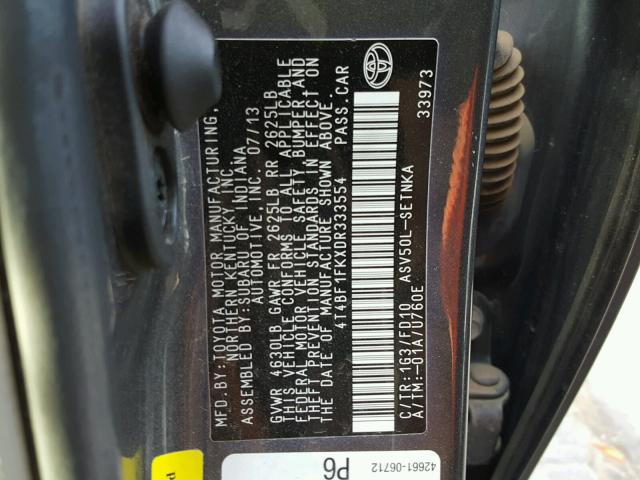 MFD.BY:TOYOTA MOTOR MANUFACTURING.
NORTHERN KENTUCKY, INC.
ASSEMBLED BY:SUBARU OF INDIANA
AUTOMOTIVE, INC. 07/13
GVWR 4630LB GAWR FR 2625LB RR 2625LB
THIS VEHICLE CONFORMS TO ALL APPLICABLE
FEDERAL MOTOR VEHICLE SAFETY, BUMPER AND
THEFT PREVENTION STANDARDS IN EFFECT ON
THE DATE OF MANUFACTURE SHOWN ABOVE.
4T4BF1FKXDR333554 PASS.CAR
C/TR:1G3/FD10 ASV50L-SETNKA
A/TM:-01A/U760E
33973
42661-06712
P6